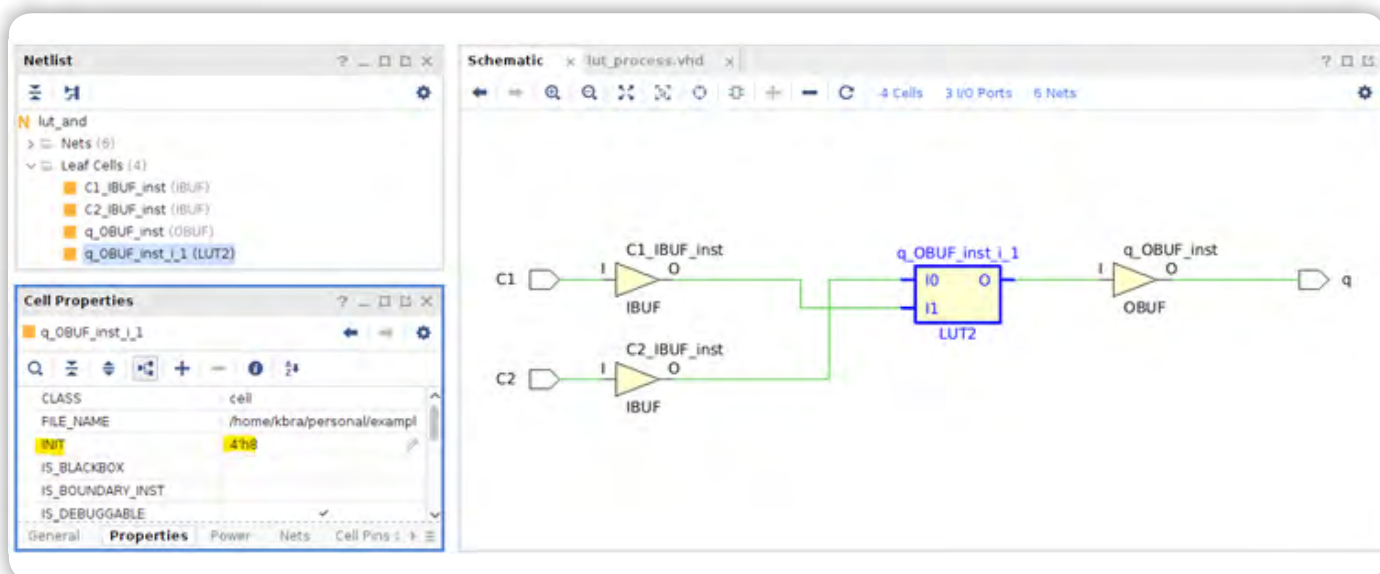 Netlist
N lut_and
Nets (6)
Leaf Cells (4)
C1_IBUF_inst (IBUF)
C2_IBUF_inst (IBUF)
q_OBUF_inst (OBUF)
q_OBUF_inst_i_1 (LUT2)
Cell Properties
q_OBUF_inst_i_1
CLASS cell
FILE_NAME /home/kbra/personal/exampl
INIT 4'h8
IS_BLACKBOX
IS_BOUNDARY_INST
IS_DEBUGGABLE
General Properties Power Nets Cell Pins
Schematic lut_process.vhd
4 Cells 3 I/O Ports 6 Nets
C1
I
O
C1_IBUF_inst
IBUF
C2
I
O
C2_IBUF_inst
IBUF
q_OBUF_inst_i_1
I0 O
I1
LUT2
q_OBUF_inst
I
O
OBUF
q